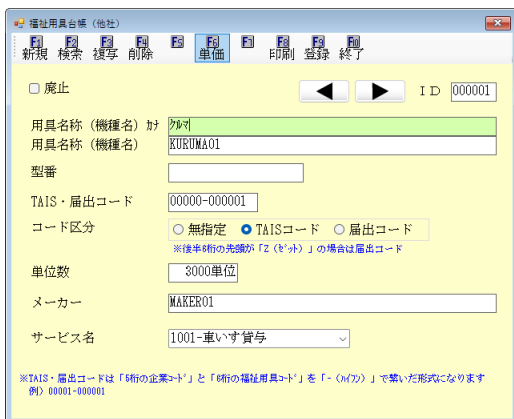 福祉用具台帳（他社）
F1 F2 F3 F4 F5 F6 F7 F8 F9 F10
新規 検索 複写 削除 単価 印刷 登録 終了
廃止 ＩＤ 000001
用具名称（機種名）ｶﾅ ｸﾙﾏ
用具名称（機種名） KURUMA01
型番
TAIS・届出コード 00000-000001
コード区分 無指定 TAISコード 届出コード
※後半6桁の先頭が「Z（ｾﾞｯﾄ）」の場合は届出コード
単位数 3000単位
メーカー MAKER01
サービス名 1001-車いす貸与
※TAIS・届出コードは「5桁の企業ｺｰﾄﾞ」と「6桁の福祉用具ｺｰﾄﾞ」を「-（ﾊｲﾌﾝ）」で繋いだ形式になります
例）00001-000001